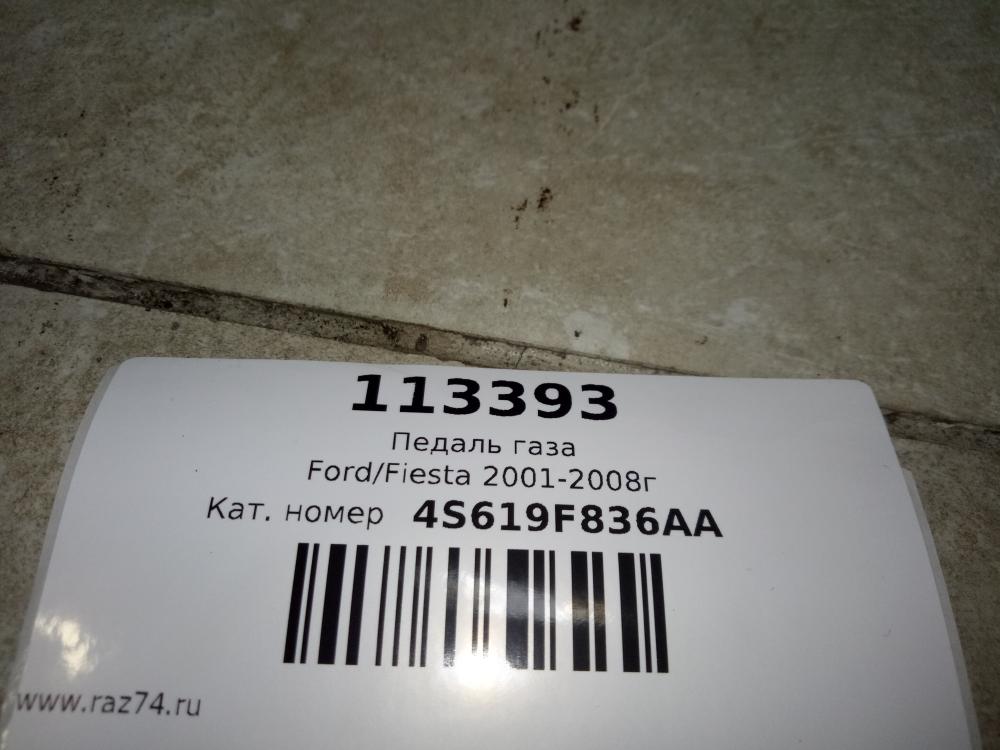 113393
Педаль газа
Ford/Fiesta 2001-2008г
Кат. номер 4S619F836AA
www.raz74.ru